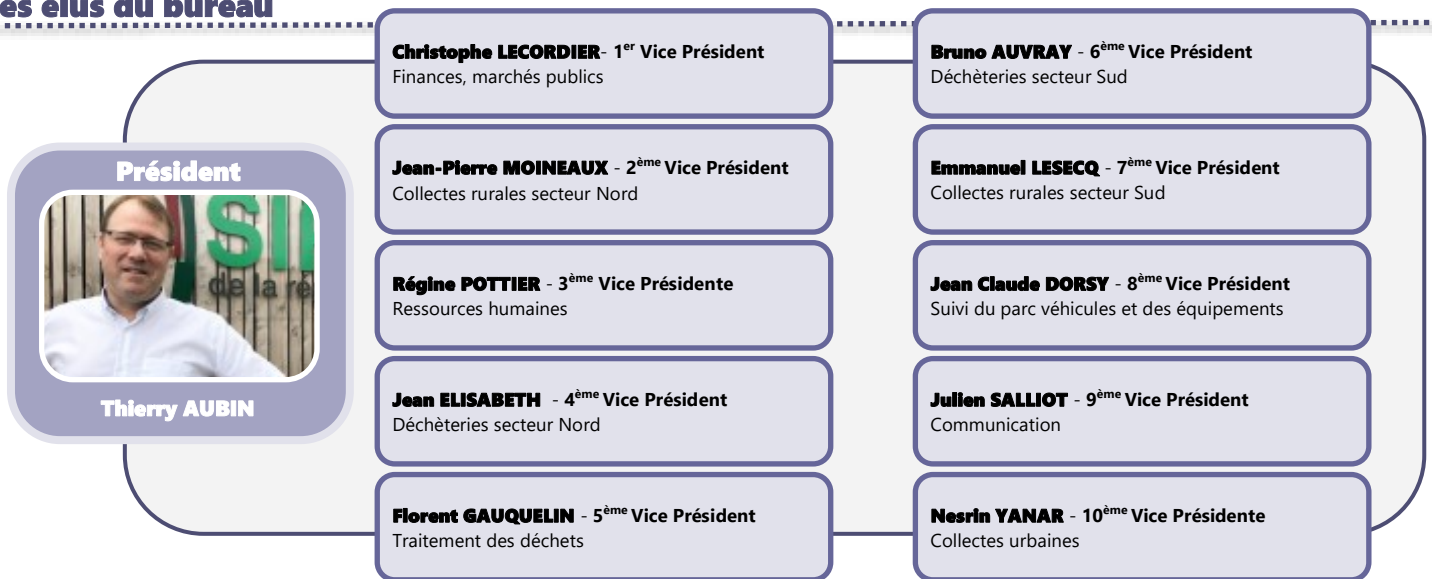 es élus du bureau
Président
Thierry AUBIN
Christophe LECORDIER- 1er Vice Président
Finances, marchés publics
Jean-Pierre MOINEAUX - 2ème Vice Président
Collectes rurales secteur Nord
Régine POTTIER - 3ème Vice Présidente
Ressources humaines
Jean ELISABETH - 4ème Vice Président
Déchèteries secteur Nord
Florent GAUQUELIN - 5ème Vice Président
Traitement des déchets
Bruno AUVRAY - 6ème Vice Président
Déchèteries secteur Sud
Emmanuel LESECQ - 7ème Vice Président
Collectes rurales secteur Sud
Jean Claude DORSY - 8ème Vice Président
Suivi du parc véhicules et des équipements
Julien SALLIOT - 9ème Vice Président
Communication
Nesrin YANAR - 10ème Vice Présidente
Collectes urbaines